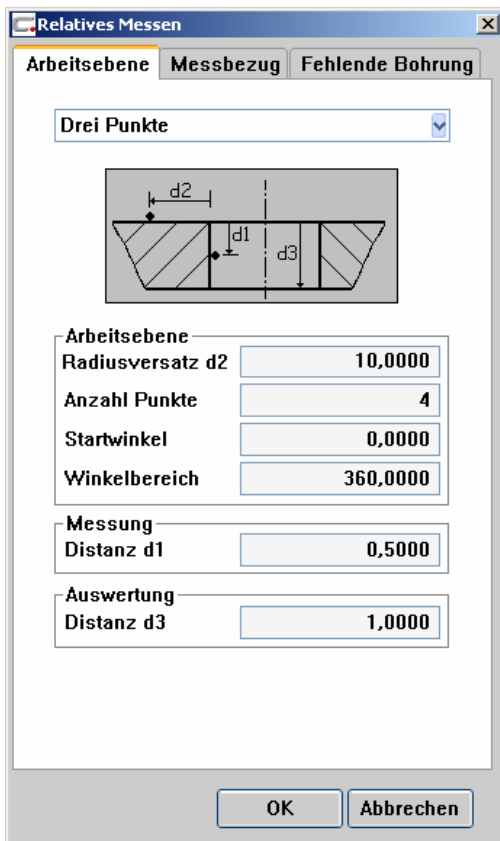 Relatives Messen
Arbeitsebene Messbezug Fehlende Bohrung
Drei Punkte
d2
d1
d3
Arbeitsebene
Radiusversatz d2 10,0000
Anzahl Punkte 4
Startwinkel 0,0000
Winkelbereich 360,0000
Messung
Distanz d1 0,5000
Auswertung
Distanz d3 1,0000
OK Abbrechen